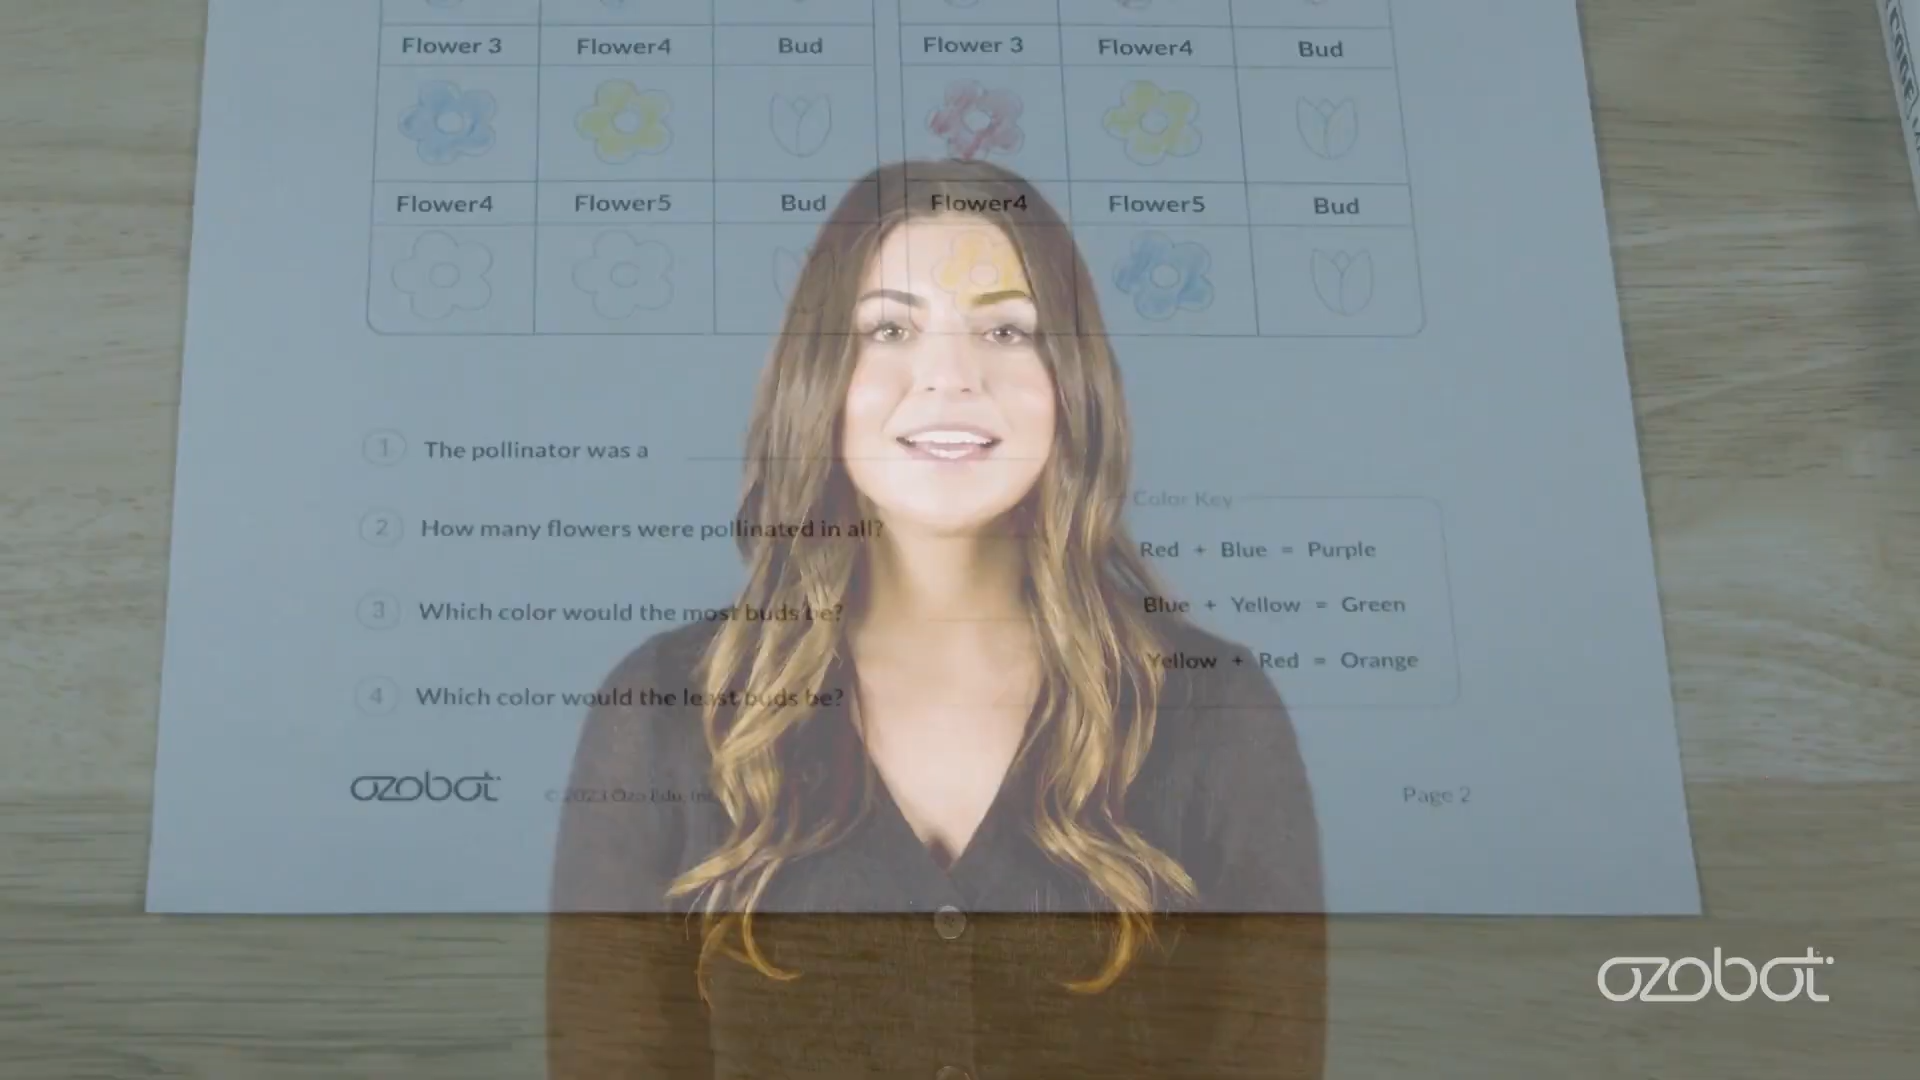 Flower 3 Flower4 Bud Flower 3 Flower4 Bud
Flower4 Flower5 Bud Flower4 Flower5 Bud
1 The pollinator was a
2 How many flowers were pollinated in all?
3 Which color would the most buds be?
4 Which color would the least buds be?
Color Key
Red + Blue = Purple
Blue + Yellow = Green
Yellow + Red = Orange
ozobot
© 2023 Ozo Edu, Inc.
Page 2
ozobot